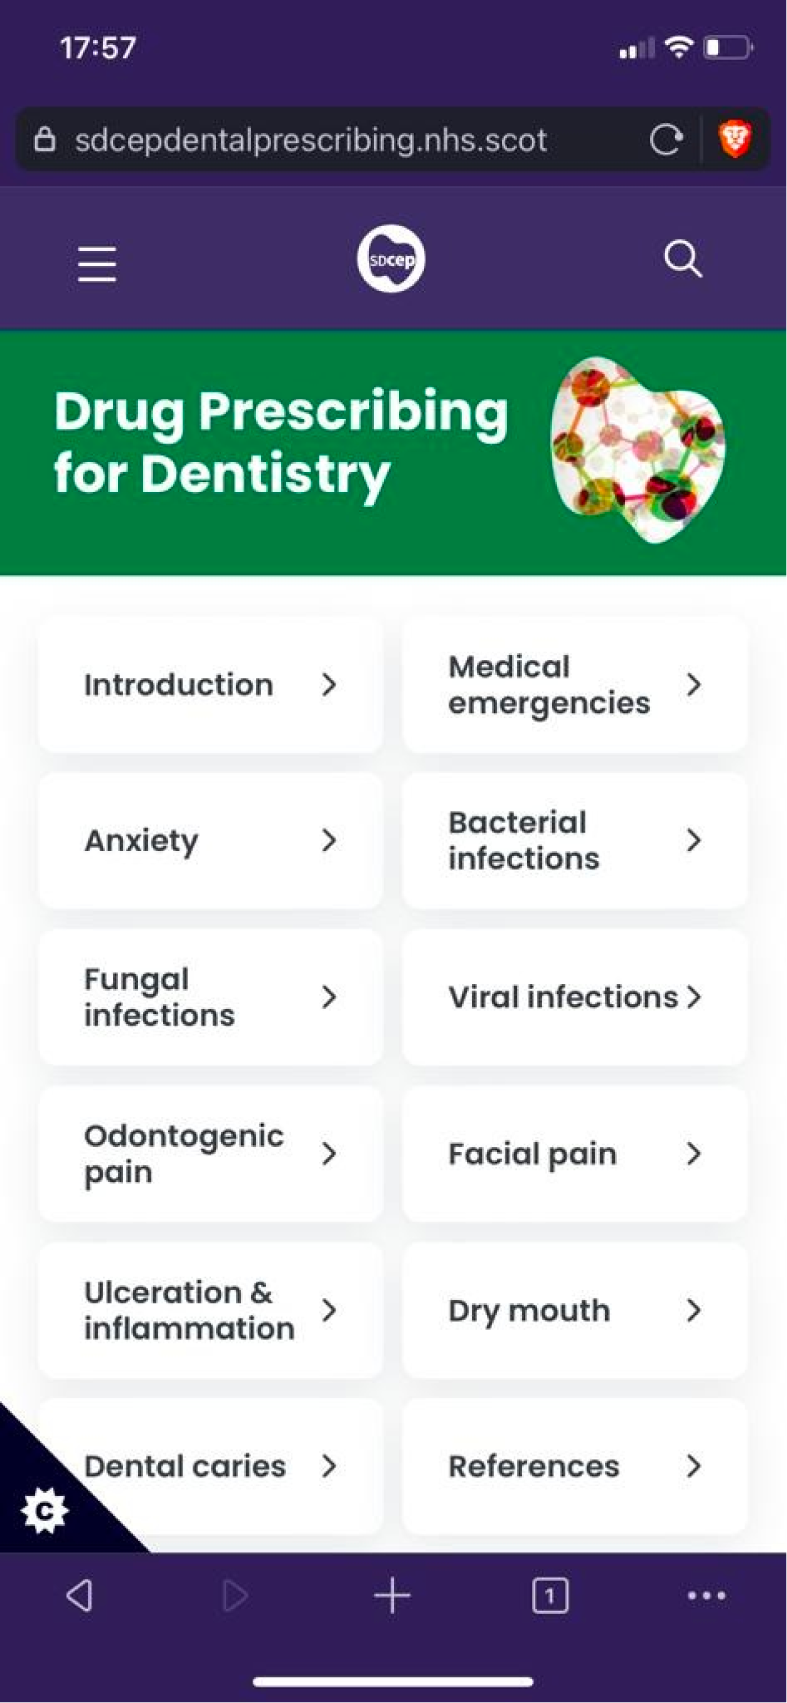 17:57
sdcepdentalprescribing.nhs.scot
SDcep
Drug Prescribing
for Dentistry
Introduction
Medical
emergencies
Anxiety
Bacterial
infections
Fungal
infections
Viral infections
Odontogenic
pain
Facial pain
Ulceration &
inflammation
Dry mouth
Dental caries
References
C
1